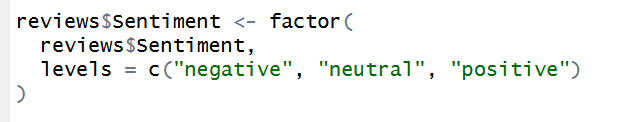 reviews$Sentiment <- factor(
  reviews$Sentiment,
  levels = c("negative", "neutral", "positive")
)